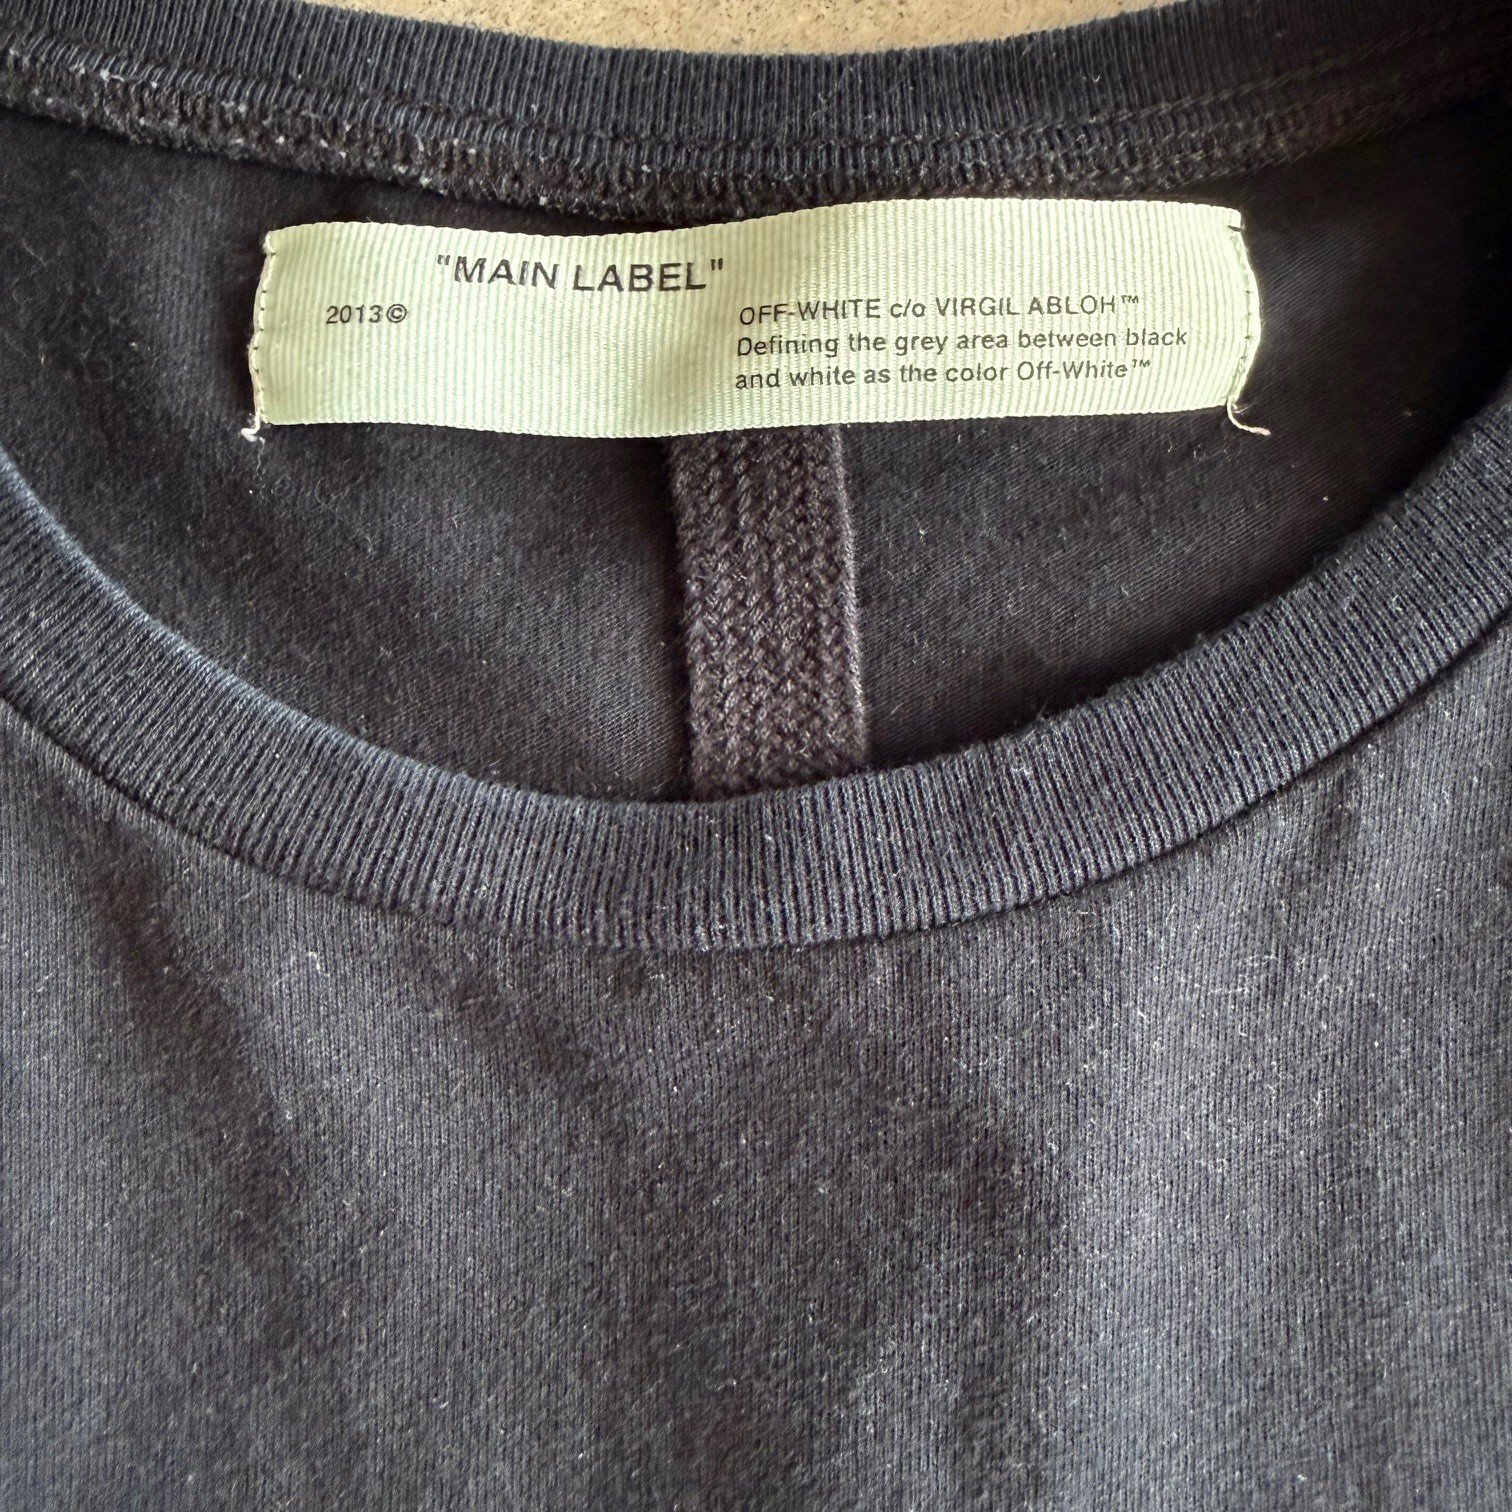 "MAIN LABEL"
2013©
OFF-WHITE c/o VIRGIL ABLOH™
Defining the grey area between black
and white as the color Off-White™